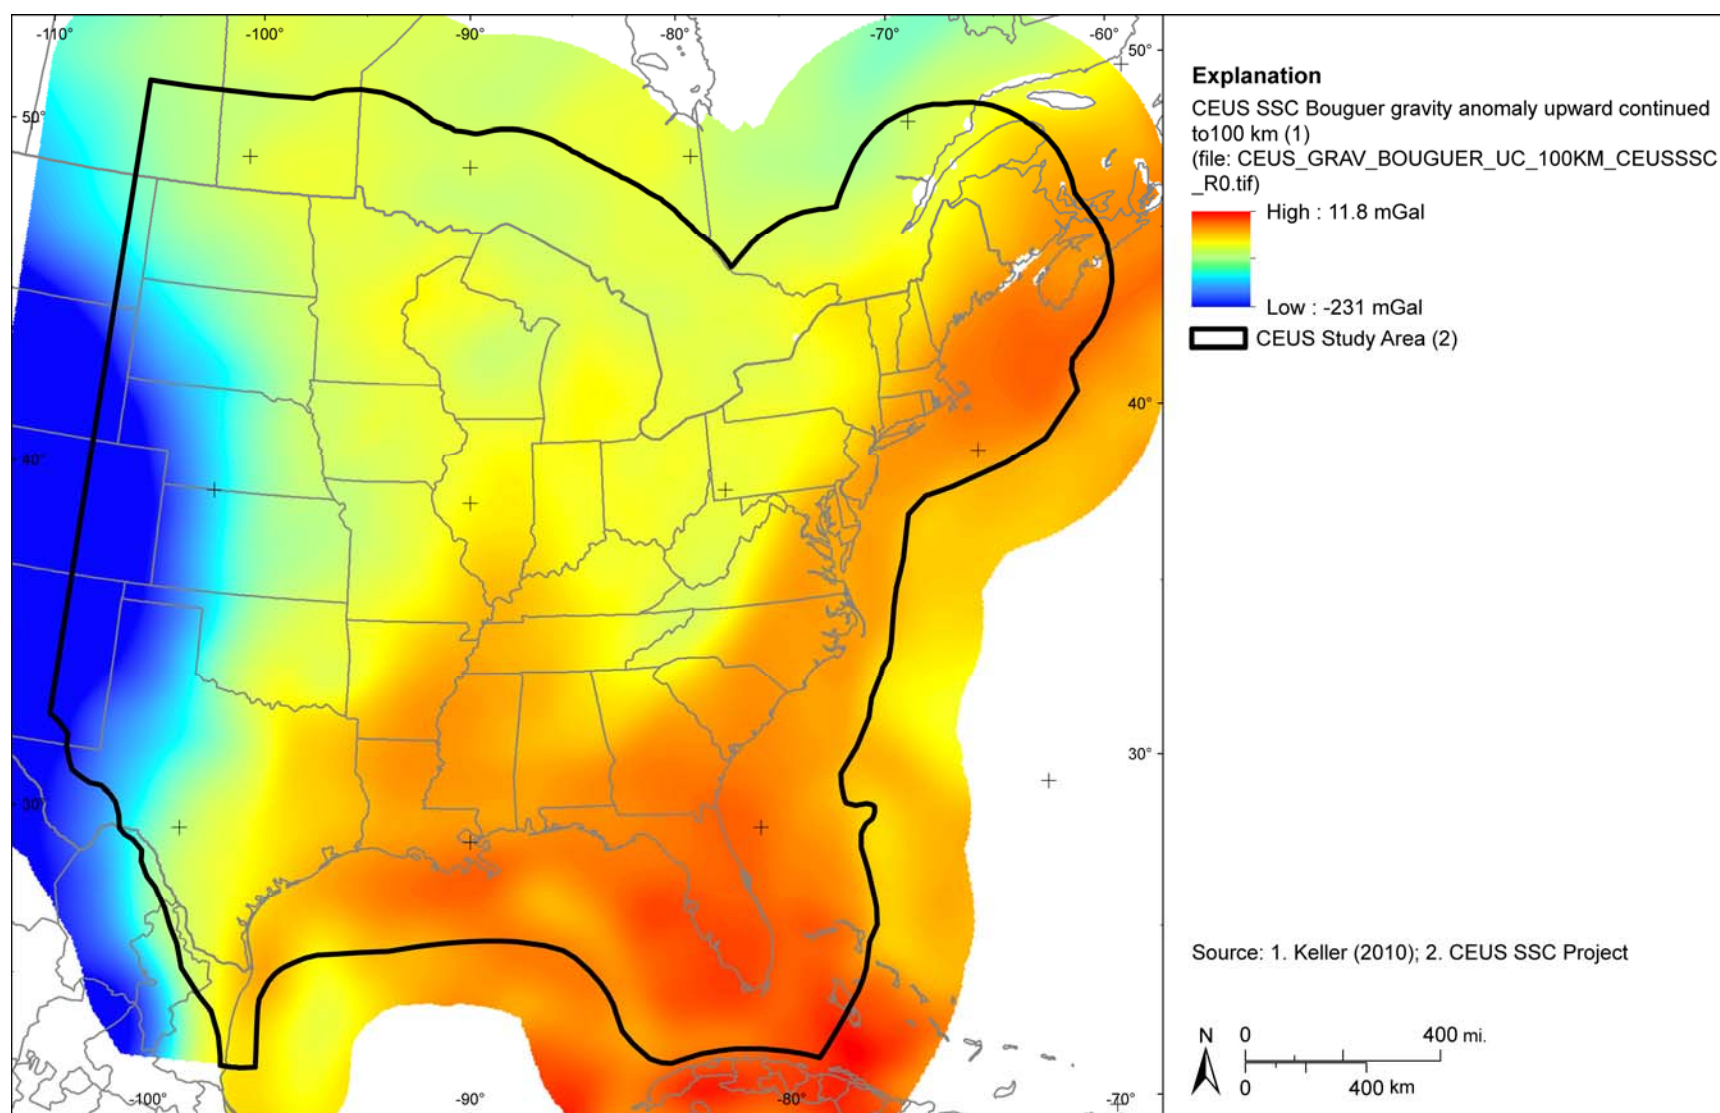 -110° -100° -90° -80° -70° -60°
50°
50°
40°
40°
30°
30°
-100° -90° -80° -70°
Explanation
CEUS SSC Bouguer gravity anomaly upward continued
to100 km (1)
(file: CEUS_GRAV_BOUGUER_UC_100KM_CEUSSSC
_R0.tif)
High : 11.8 mGal
Low : -231 mGal
CEUS Study Area (2)
Source: 1. Keller (2010); 2. CEUS SSC Project
N 0 400 mi.
0 400 km